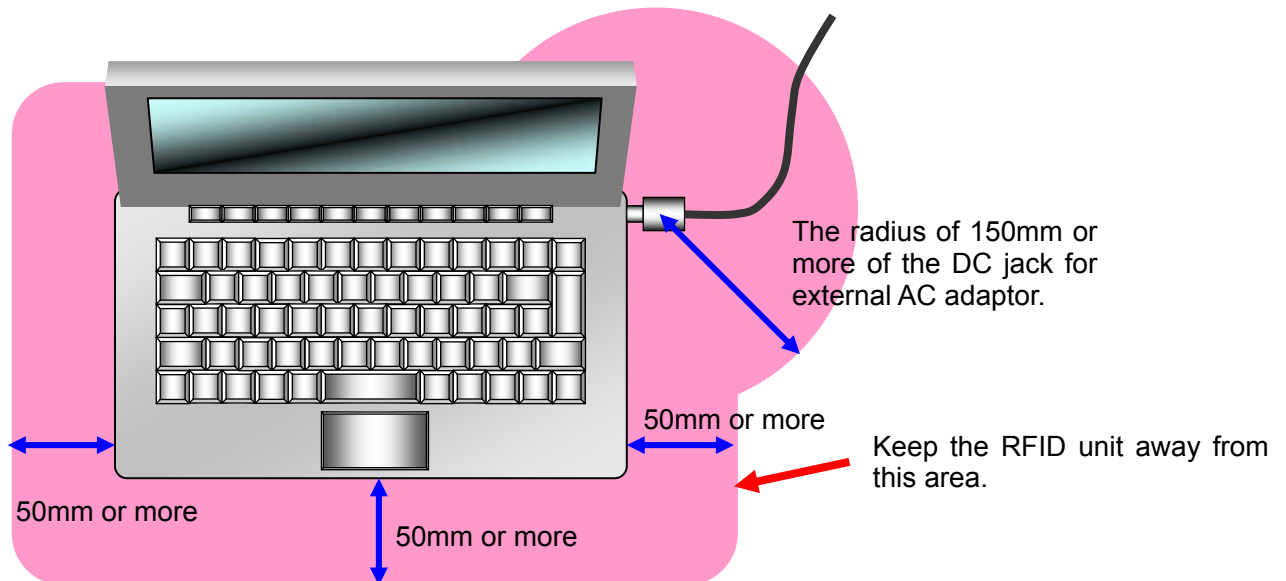 The radius of 150mm or
more of the DC jack for
external AC adaptor.
50mm or more
Keep the RFID unit away from
this area.
50mm or more
50mm or more